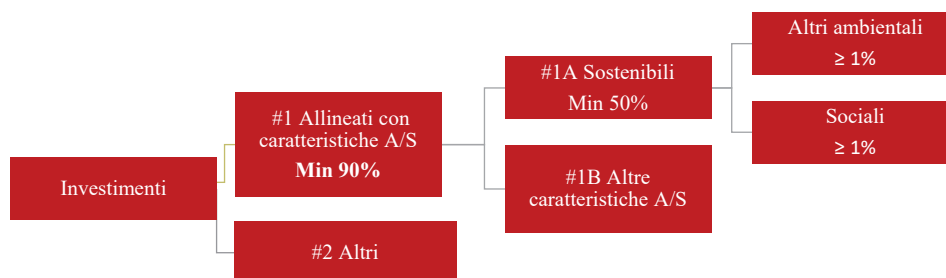 Investimenti
#1 Allineati con
caratteristiche A/S
Min 90%
#2 Altri
#1A Sostenibili
Min 50%
#1B Altre
caratteristiche A/S
Altri ambientali
≥ 1%
Sociali
≥ 1%